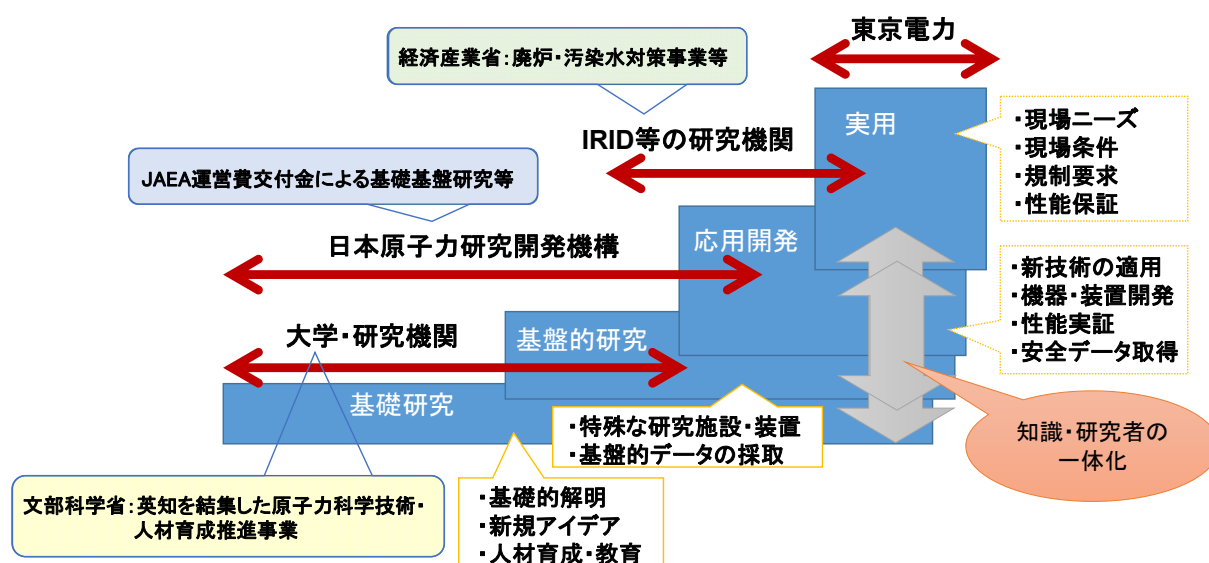 東京電力
経済産業省:廃炉・汚染水対策事業等
実用
・現場ニーズ
・現場条件
・規制要求
・性能保証
IRID等の研究機関
JAEA運営費交付金による基礎基盤研究等
応用開発
日本原子力研究開発機構
・新技術の適用
・機器・装置開発
・性能実証
・安全データ取得
大学・研究機関
基盤的研究
基礎研究
・特殊な研究施設・装置
・基盤的データの採取
知識・研究者の
一体化
文部科学省:英知を結集した原子力科学技術・
人材育成推進事業
・基礎的解明
・新規アイデア
・人材育成・教育